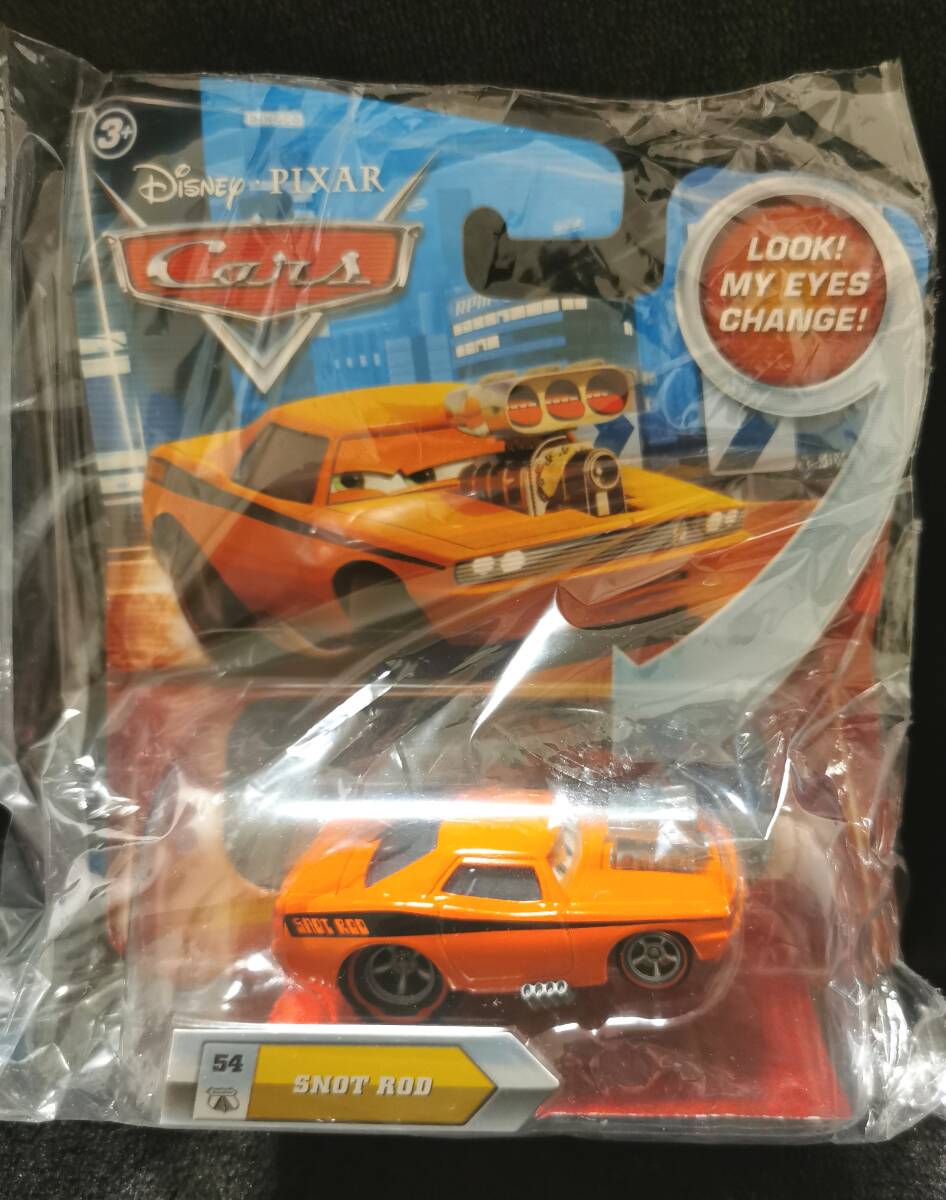 3+
DISNEY · PIXAR
Cars
LOOK!
MY EYES
CHANGE!
SNOT ROD
54
SNOT ROD